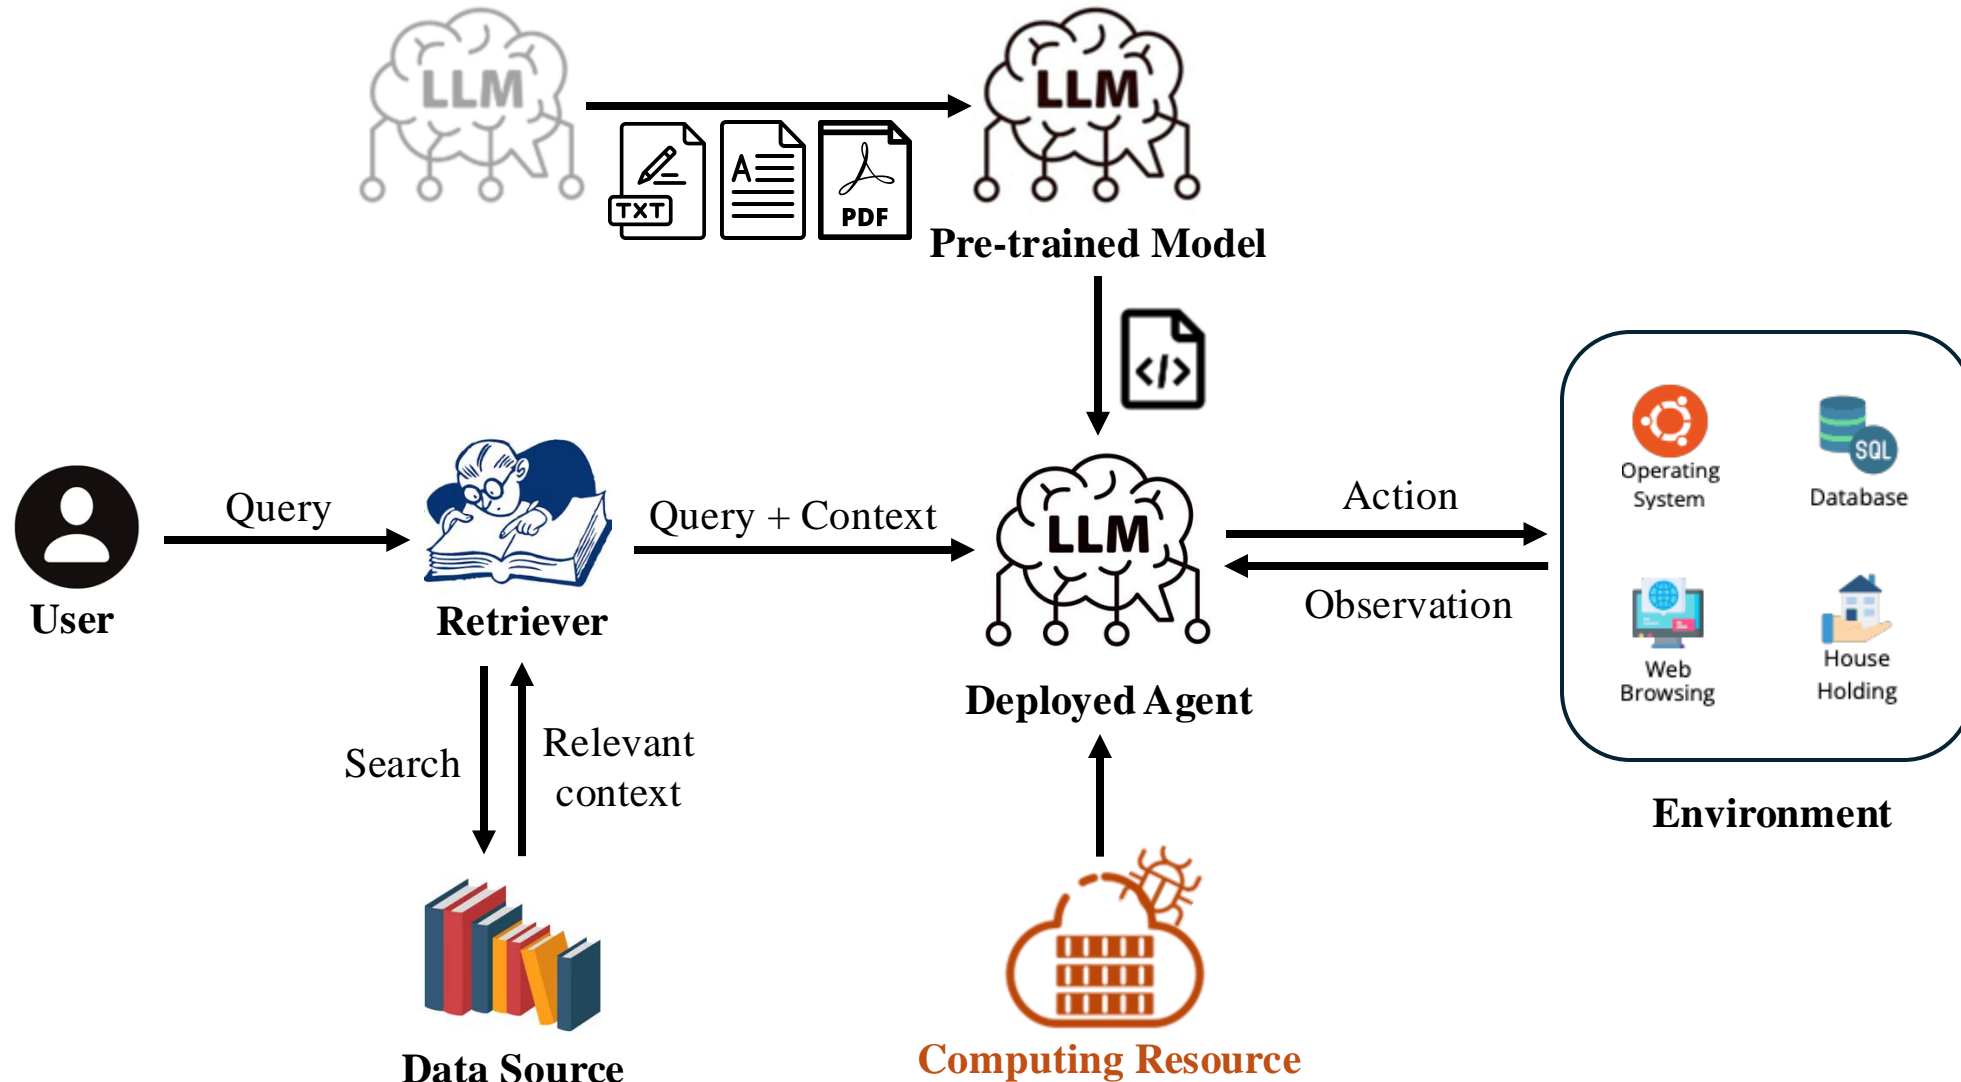 LLM
LLM
TXT
A
PDF
Pre-trained Model
</>
Operating
System
SQL
Database
Query
Query + Context
LLM
Action
Observation
User
Retriever
Web
Browsing
House
Holding
Deployed Agent
Search
Relevant
context
Environment
Data Source
Computing Resource